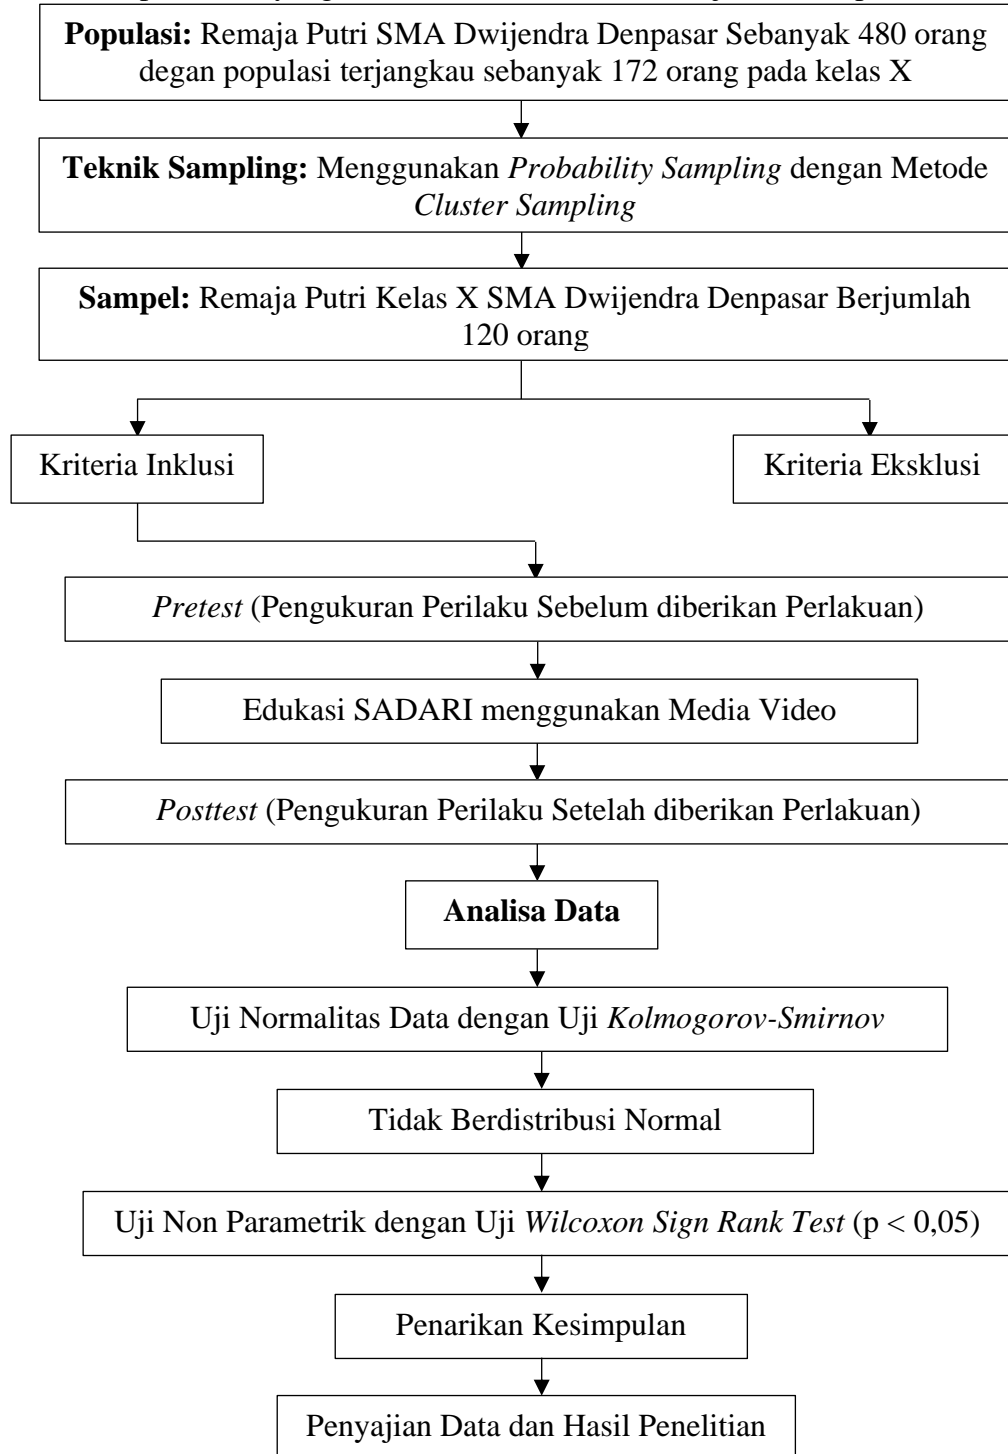 Populasi: Remaja Putri SMA Dwijendra Denpasar Sebanyak 480 orang
degan populasi terjangkau sebanyak 172 orang pada kelas X
Teknik Sampling: Menggunakan Probability Sampling dengan Metode
Cluster Sampling
Sampel: Remaja Putri Kelas X SMA Dwijendra Denpasar Berjumlah
120 orang
Kriteria Inklusi
Kriteria Eksklusi
Pretest (Pengukuran Perilaku Sebelum diberikan Perlakuan)
Edukasi SADARI menggunakan Media Video
Posttest (Pengukuran Perilaku Setelah diberikan Perlakuan)
Analisa Data
Uji Normalitas Data dengan Uji Kolmogorov-Smirnov
Tidak Berdistribusi Normal
Uji Non Parametrik dengan Uji Wilcoxon Sign Rank Test (p < 0,05)
Penarikan Kesimpulan
Penyajian Data dan Hasil Penelitian